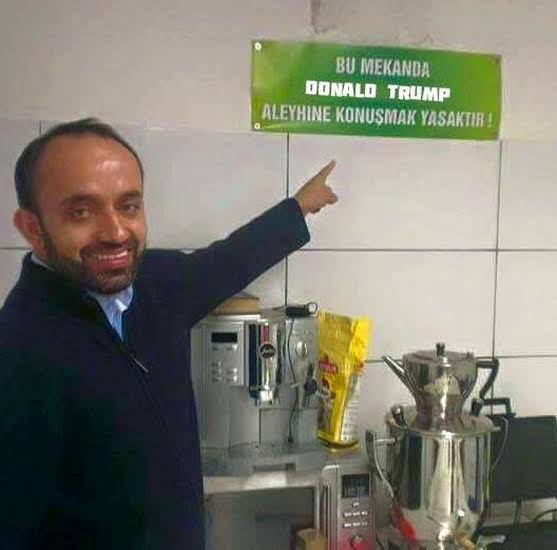 BU MEKANDA
DONALD TRUMP
ALEYHİNE KONUŞMAK YASAKTIR !